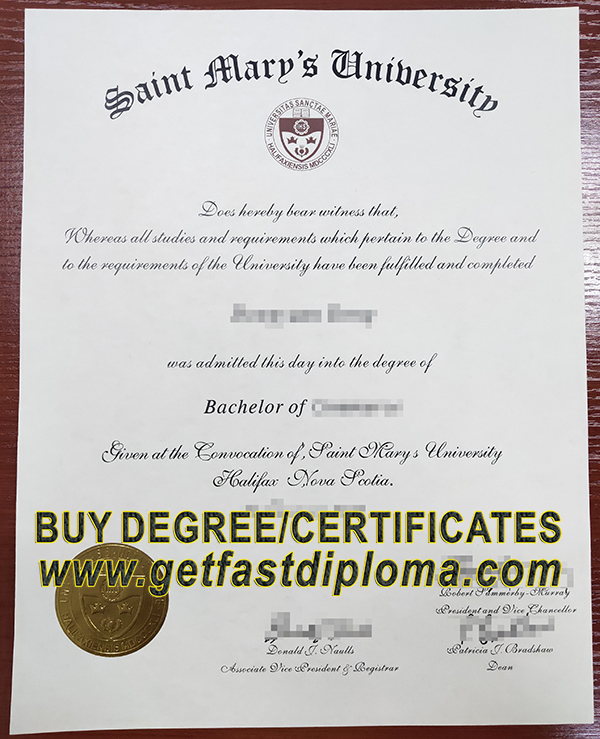 Saint Mary's University
UNIVERSITAS SANCTAE MARIAE
HALIFAXIENSIS MDCCCXLI
Does hereby bear witness that,
Whereas all studies and requirements which pertain to the Degree and
to the requirements of the University have been fulfilled and completed
was admitted this day into the degree of
Bachelor of
Given at the Convocation of, Saint Mary's University
Halifax Nova Scotia.
BUY DEGREE/CERTIFICATES
www.getfastdiploma.com
Robert Summerby-Murray
President and Vice Chancellor
Donald J. Naulls
Associate Vice President & Registrar
Patricia J. Bradshaw
Dean